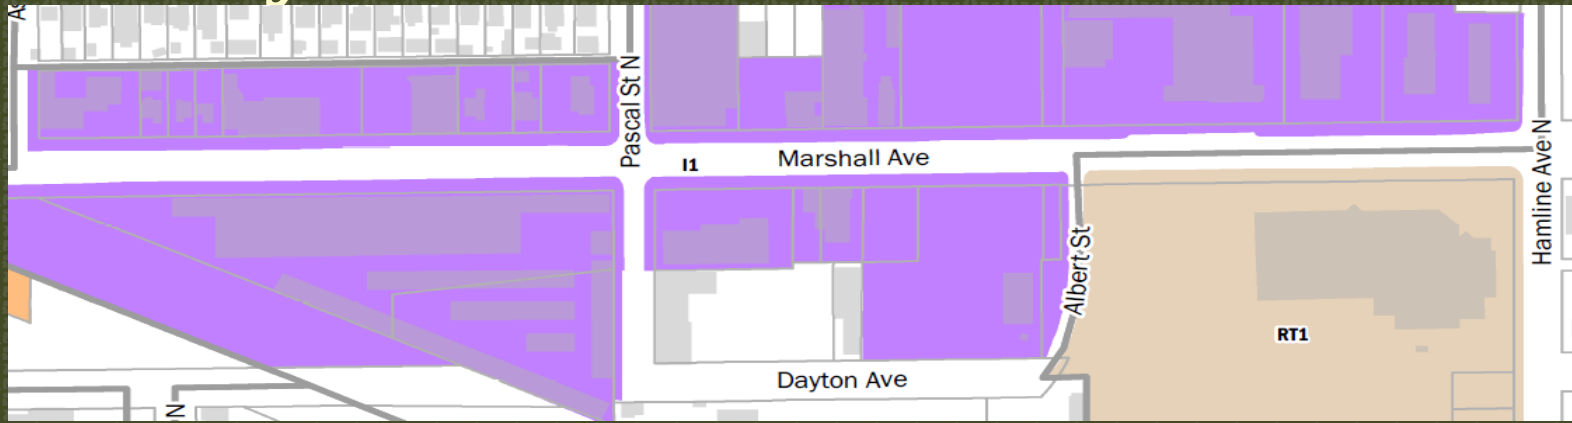 Pascal St N
I1
Marshall Ave
Albert St
Hamline Ave N
RT1
Dayton Ave
N